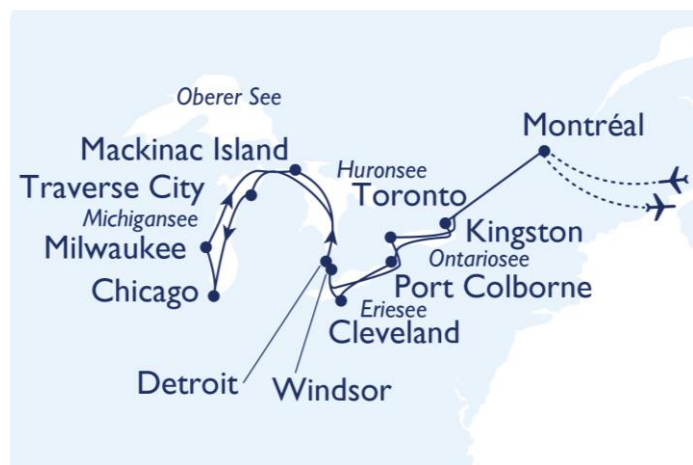 Oberer See
Montréal
Mackinac Island
Huronsee
Traverse City
Toronto
Michigansee
Milwaukee
Kingston
Ontariosee
Chicago
Port Colborne
Eriesee
Cleveland
Detroit
Windsor